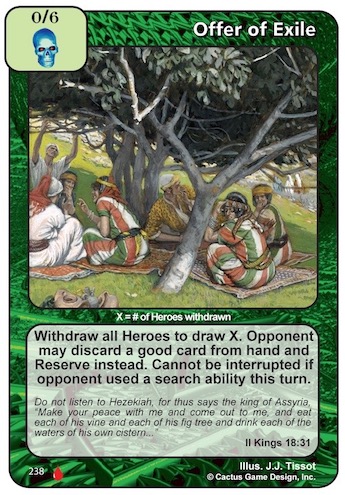 0/6
Offer of Exile
X = # of Heroes withdrawn
Withdraw all Heroes to draw X. Opponent
may discard a good card from hand and
Reserve instead. Cannot be interrupted if
opponent used a search ability this turn.
Do not listen to Hezekiah, for thus says the king of Assyria,
"Make your peace with me and come out to me, and eat
each of his vine and each of his fig tree and drink each of the
waters of his own cistern..."
II Kings 18:31
238
Illus. J.J. Tissot
© Cactus Game Design, Inc.